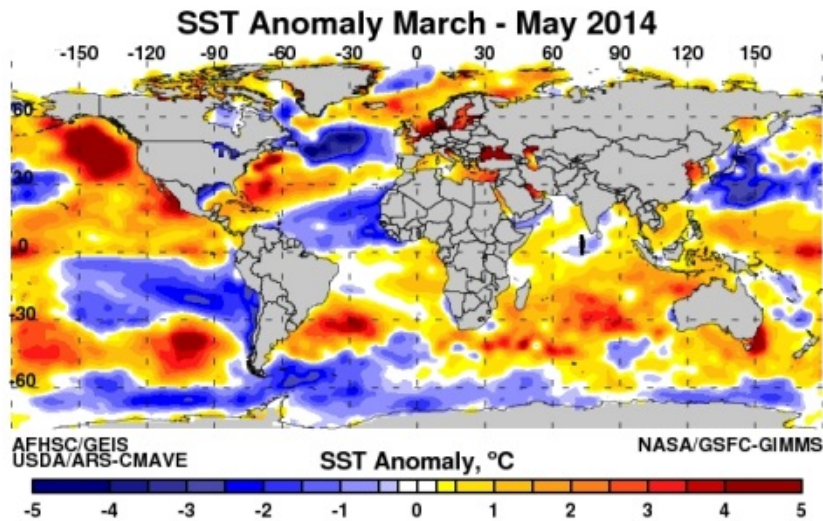 SST Anomaly March - May 2014
-150 -120 -90 -60 -30 0 30 60 90 120 150
60
30
0
-30
-60
AFHSC/GEIS
USDA/ARS-CMAVE
NASA/GSFC-GIMMS
SST Anomaly, ºC
-5 -4 -3 -2 -1 0 1 2 3 4 5